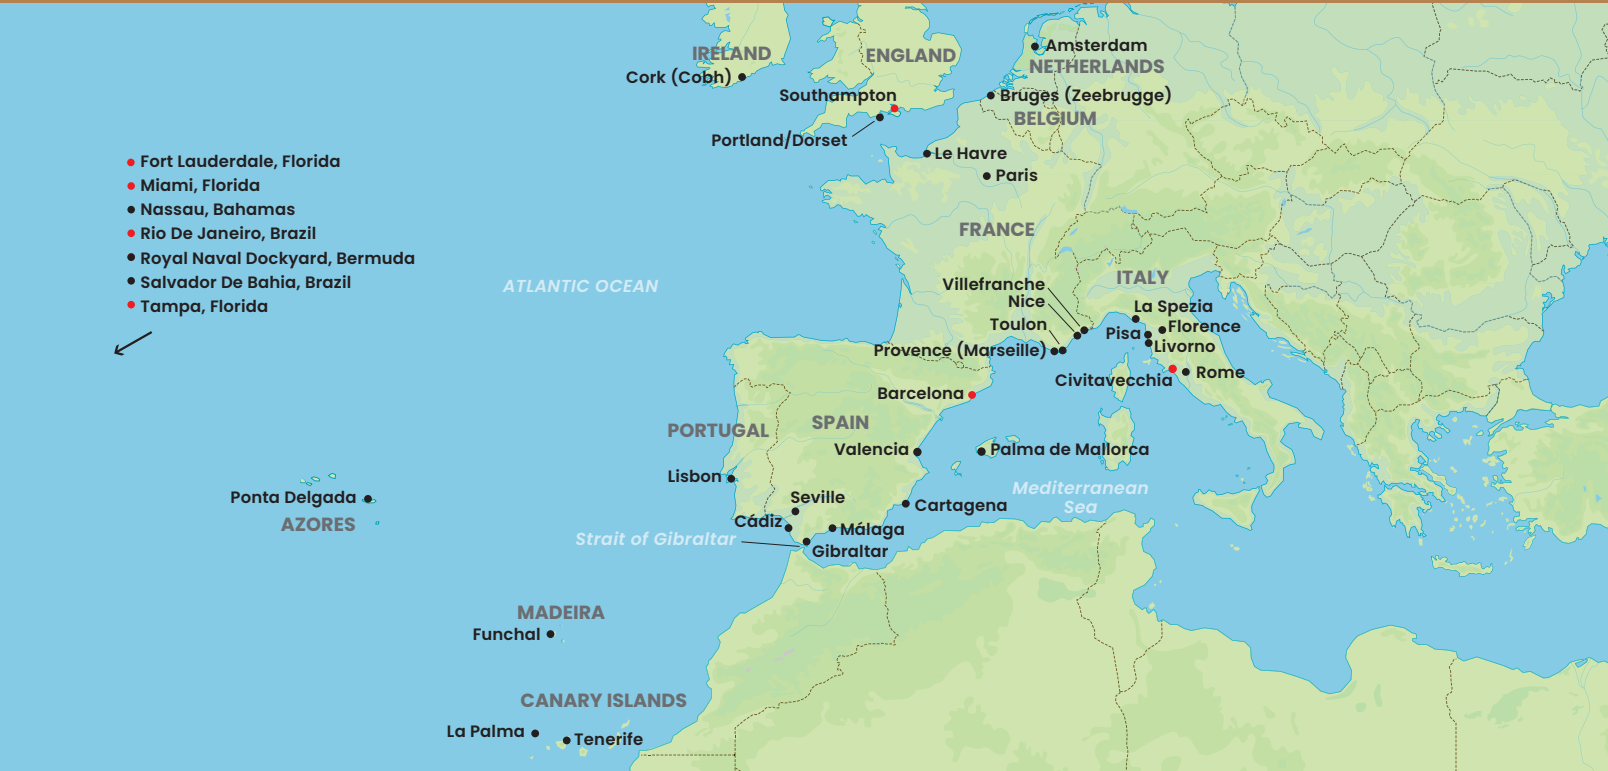 IRELAND
Cork (Cobh)
ENGLAND
Southampton
Portland/Dorset
Amsterdam
NETHERLANDS
Bruges (Zeebrugge)
BELGIUM
Le Havre
Paris
FRANCE
Fort Lauderdale, Florida
Miami, Florida
Nassau, Bahamas
Rio De Janeiro, Brazil
Royal Naval Dockyard, Bermuda
Salvador De Bahia, Brazil
Tampa, Florida
ATLANTIC OCEAN
Villefranche
Nice
Toulon
Provence (Marseille)
ITALY
La Spezia
Florence
Pisa
Livorno
Civitavecchia
Rome
Barcelona
SPAIN
PORTUGAL
Valencia
Palma de Mallorca
Lisbon
Seville
Cádiz
Málaga
Cartagena
Gibraltar
Mediterranean
Sea
Strait of Gibraltar
Ponta Delgada
AZORES
MADEIRA
Funchal
CANARY ISLANDS
La Palma
Tenerife